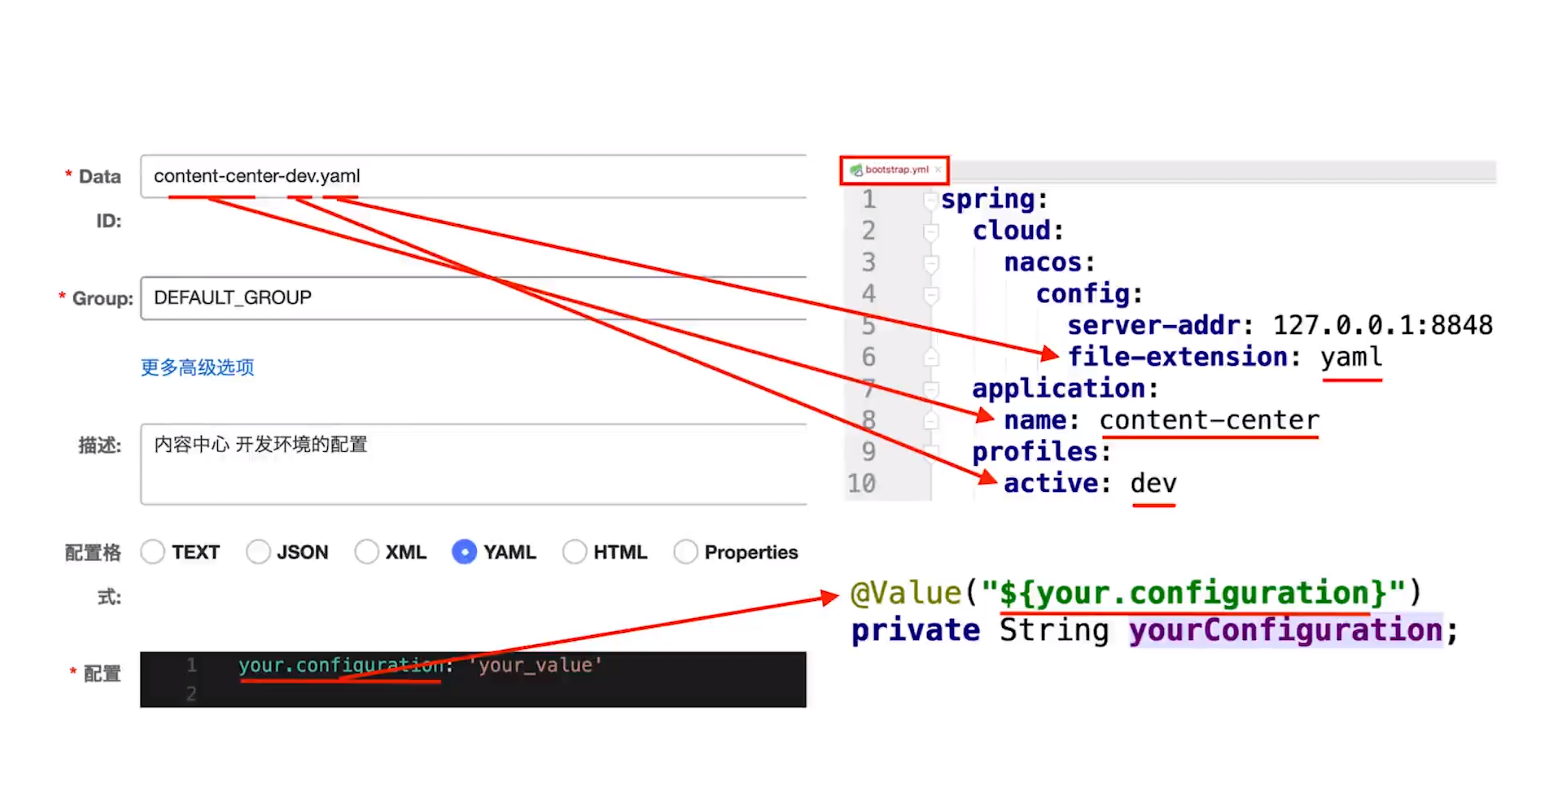 * Data ID:
content-center-dev.yaml
* Group:
DEFAULT_GROUP
更多高级选项
描述:
内容中心 开发环境的配置
配置格式:
TEXT JSON XML YAML HTML Properties
* 配置
1 your.configuration: 'your_value'
2
bootstrap.yml ×
1 spring:
2 cloud:
3 nacos:
4 config:
5 server-addr: 127.0.0.1:8848
6 file-extension: yaml
7 application:
8 name: content-center
9 profiles:
10 active: dev
@Value("${your.configuration}")
private String yourConfiguration;